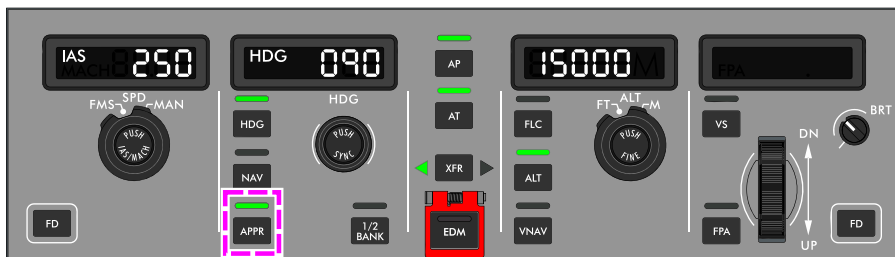 IAS 250
HDG 090
15000
FPA
AP
FMS SPD MAN
HDG
FT ALT M
BRT
AT
HDG
PUSH IAS/MACH
PUSH SYNC
FLC
PUSH FINE
VS
DN
NAV
XFR
ALT
FD
APPR
1/2 BANK
EDM
VNAV
FPA
UP
FD